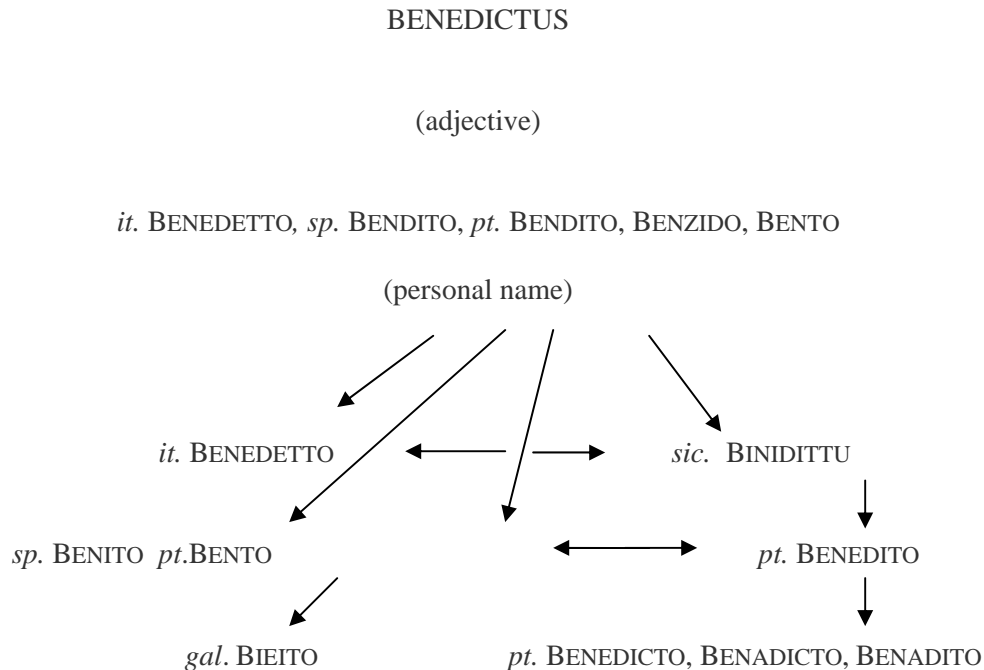 BENEDICTUS
(adjective)
it. BENEDETTO, sp. BENDITO, pt. BENDITO, BENZIDO, BENTO
(personal name)
it. BENEDETTO sic. BINIDITTU
sp. BENITO pt.BENTO pt. BENEDITO
gal. BIEITO pt. BENEDICTO, BENADICTO, BENADITO